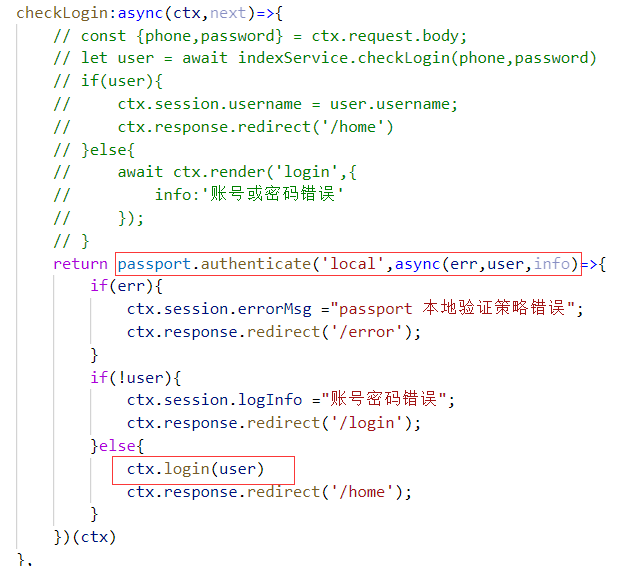 checkLogin:async(ctx,next)=>{
// const {phone,password} = ctx.request.body;
// let user = await indexService.checkLogin(phone,password)
// if(user){
//     ctx.session.username = user.username;
//     ctx.response.redirect('/home')
// }else{
//     await ctx.render('login',{
//         info:'账号或密码错误'
//     });
// }
return passport.authenticate('local',async(err,user,info)=>{
if(err){
ctx.session.errorMsg ="passport 本地验证策略错误";
ctx.response.redirect('/error');
}
if(!user){
ctx.session.logInfo ="账号密码错误";
ctx.response.redirect('/login');
}else{
ctx.login(user)
ctx.response.redirect('/home');
}
})(ctx)
},